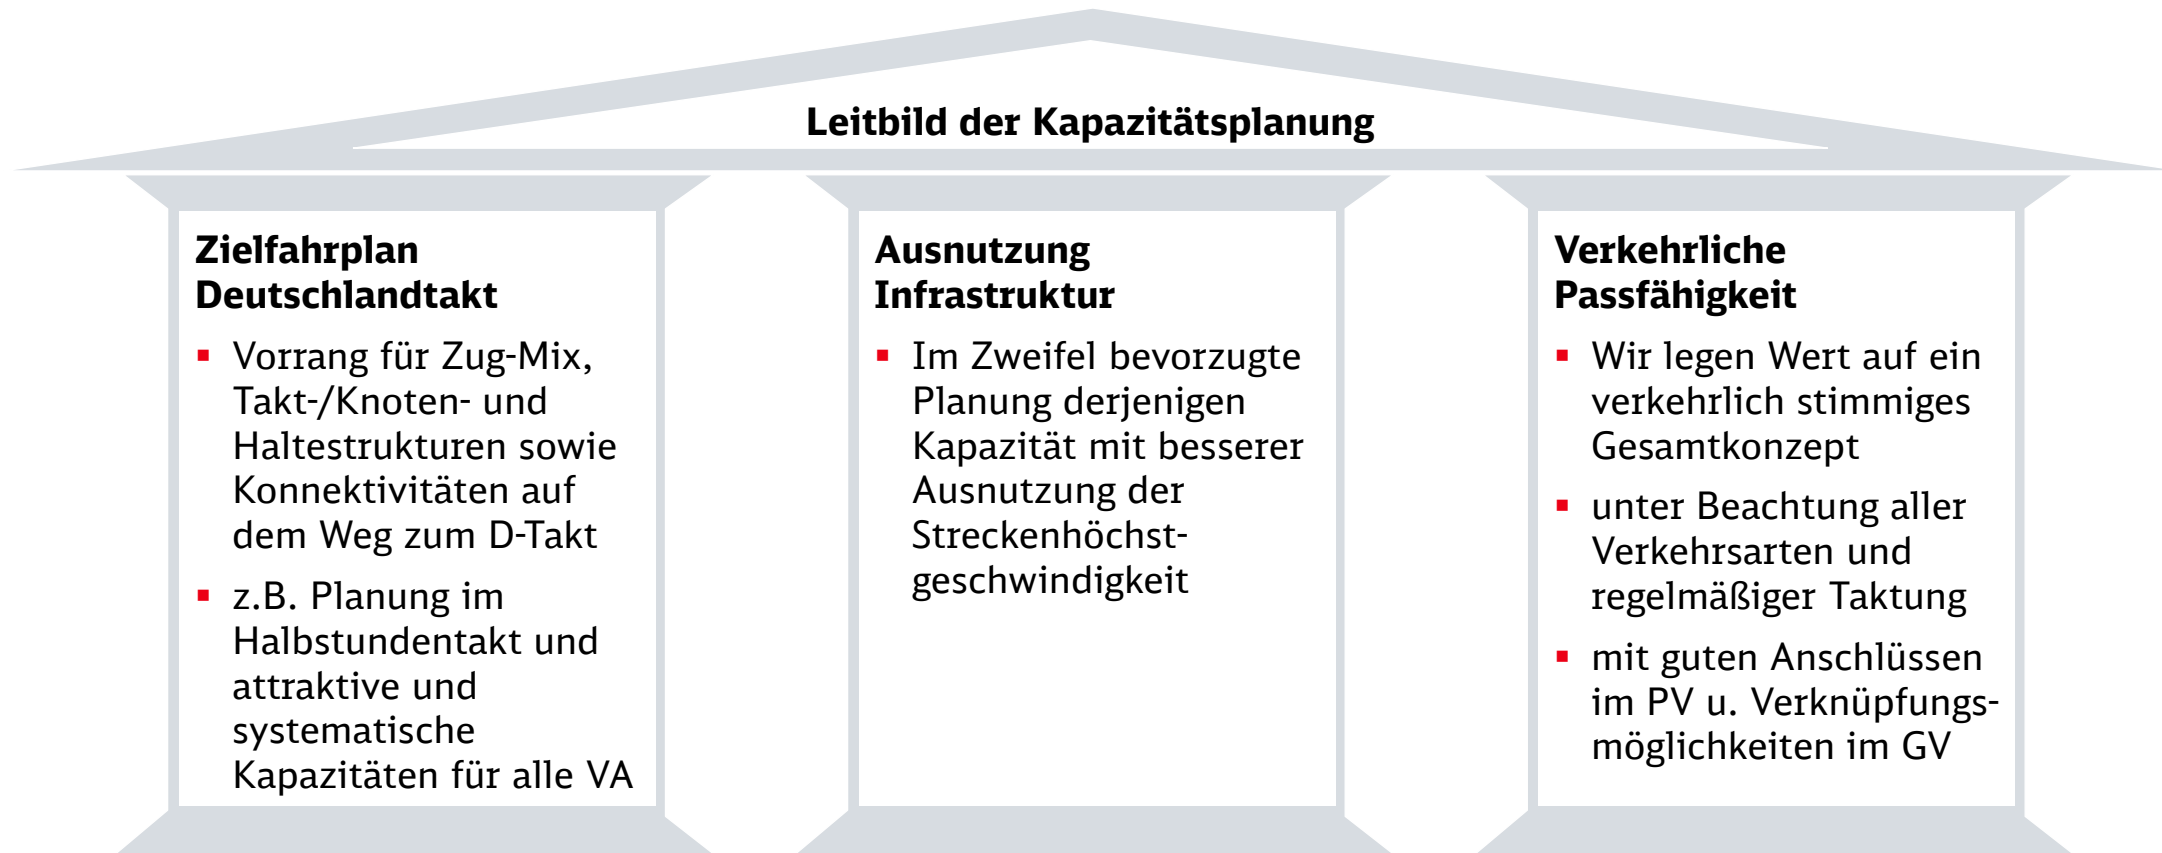 Leitbild der Kapazitätsplanung
Zielfahrplan
Deutschlandtakt
▪ Vorrang für Zug-Mix,
Takt-/Knoten- und
Haltestrukturen sowie
Konnektivitäten auf
dem Weg zum D-Takt
▪ z.B. Planung im
Halbstundentakt und
attraktive und
systematische
Kapazitäten für alle VA
Ausnutzung
Infrastruktur
▪ Im Zweifel bevorzugte
Planung derjenigen
Kapazität mit besserer
Ausnutzung der
Streckenhöchst-
geschwindigkeit
Verkehrliche
Passfähigkeit
▪ Wir legen Wert auf ein
verkehrlich stimmiges
Gesamtkonzept
▪ unter Beachtung aller
Verkehrsarten und
regelmäßiger Taktung
▪ mit guten Anschlüssen
im PV u. Verknüpfungs-
möglichkeiten im GV